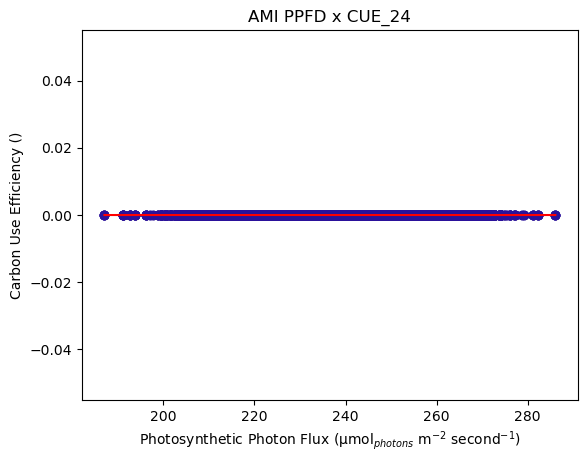 AMI PPFD x CUE_24
0.04
0.02
0.00
−0.02
−0.04
Carbon Use Efficiency ()
200 220 240 260 280
Photosynthetic Photon Flux (µmol$_{photons}$ m$^{-2}$ second$^{-1}$)